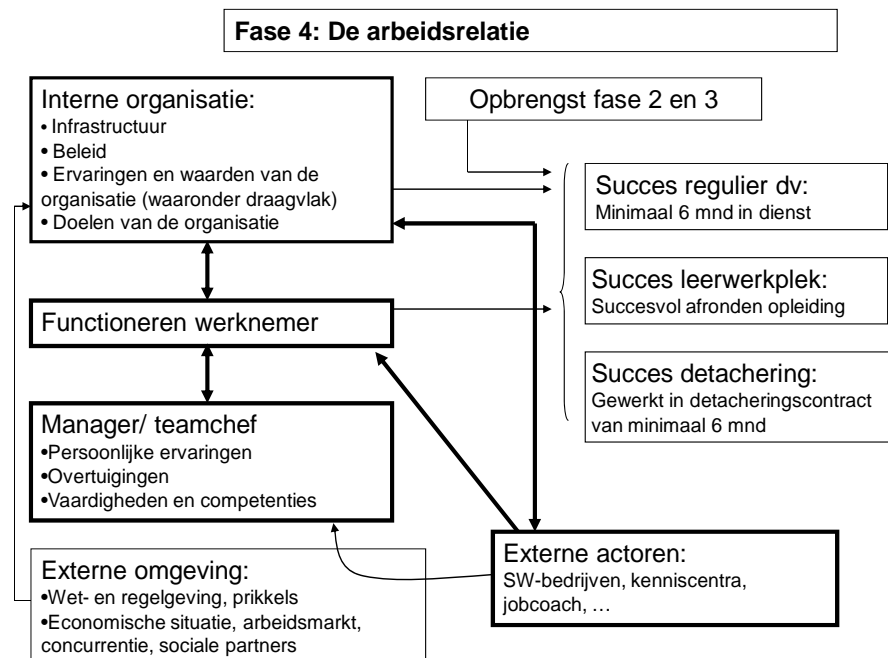 Fase 4: De arbeidsrelatie
Interne organisatie:
• Infrastructuur
• Beleid
• Ervaringen en waarden van de
organisatie (waaronder draagvlak)
• Doelen van de organisatie
Opbrengst fase 2 en 3
Succes regulier dv:
Minimaal 6 mnd in dienst
Succes leerwerkplek:
Succesvol afronden opleiding
Succes detachering:
Gewerkt in detacheringscontract
van minimaal 6 mnd
Functioneren werknemer
Manager/ teamchef
•Persoonlijke ervaringen
•Overtuigingen
•Vaardigheden en competenties
Externe omgeving:
•Wet- en regelgeving, prikkels
•Economische situatie, arbeidsmarkt,
concurrentie, sociale partners
Externe actoren:
SW-bedrijven, kenniscentra,
jobcoach, …